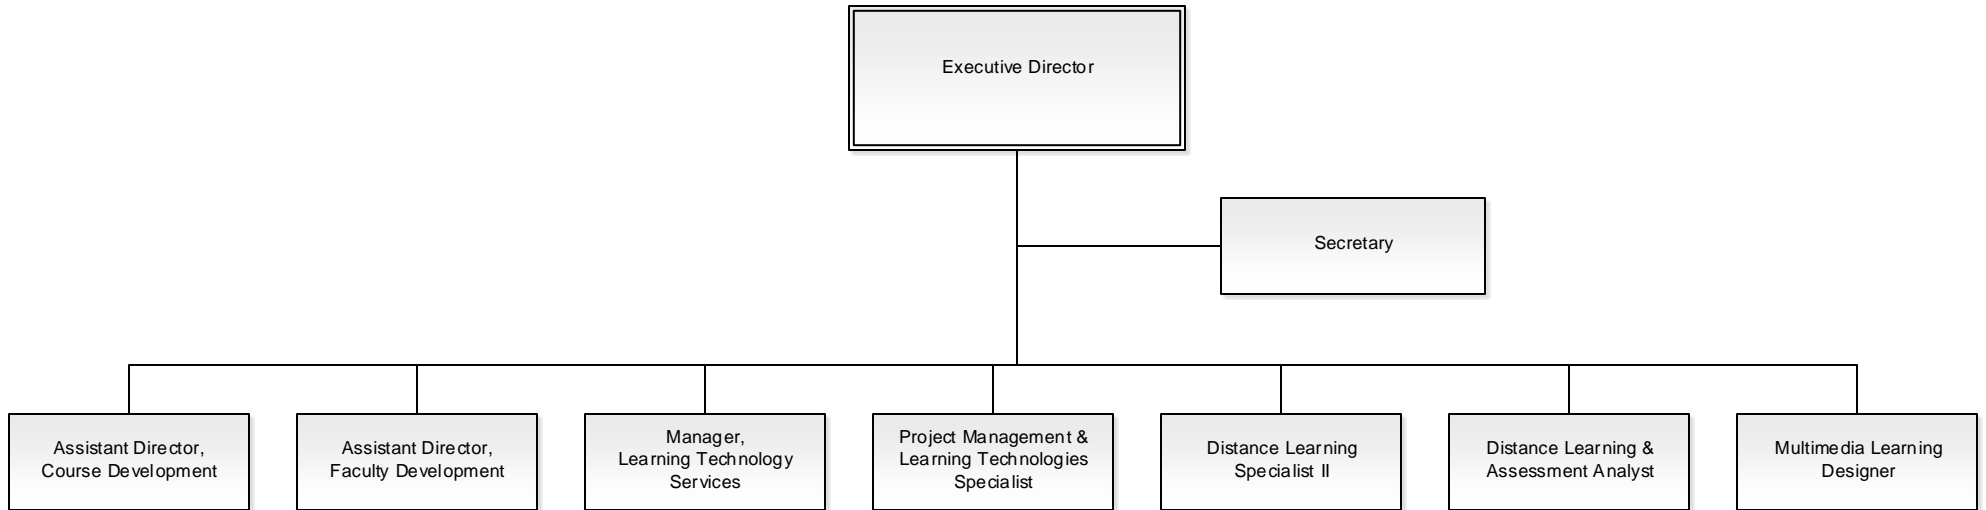 Executive Director
Secretary
Assistant Director,
Course Development
Assistant Director,
Faculty Development
Manager,
Learning Technology
Services
Project Management &
Learning Technologies
Specialist
Distance Learning
Specialist II
Distance Learning &
Assessment Analyst
Multimedia Learning
Designer